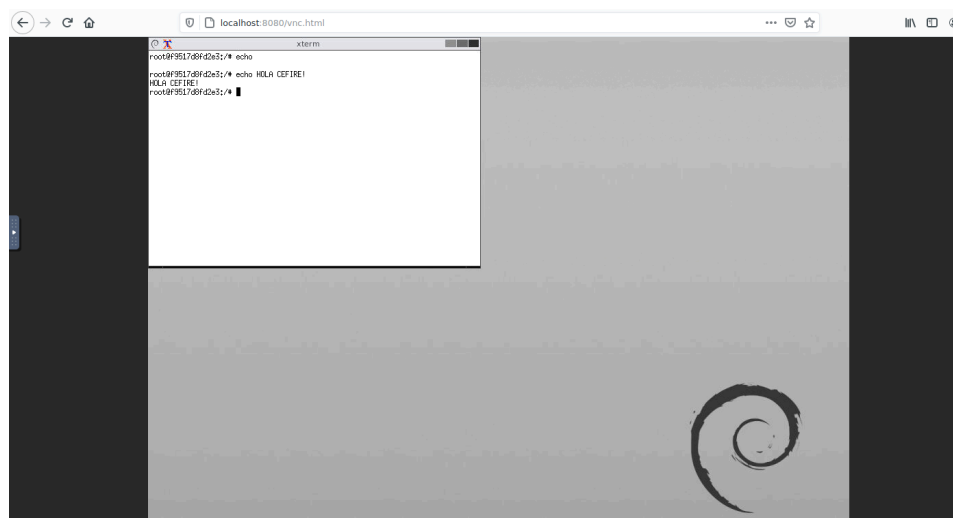 localhost:8080/vnc.html
xterm
root@f9517d8fd2e3:/# echo
root@f9517d8fd2e3:/# echo HOLA CEFIRE!
HOLA CEFIRE!
root@f9517d8fd2e3:/#